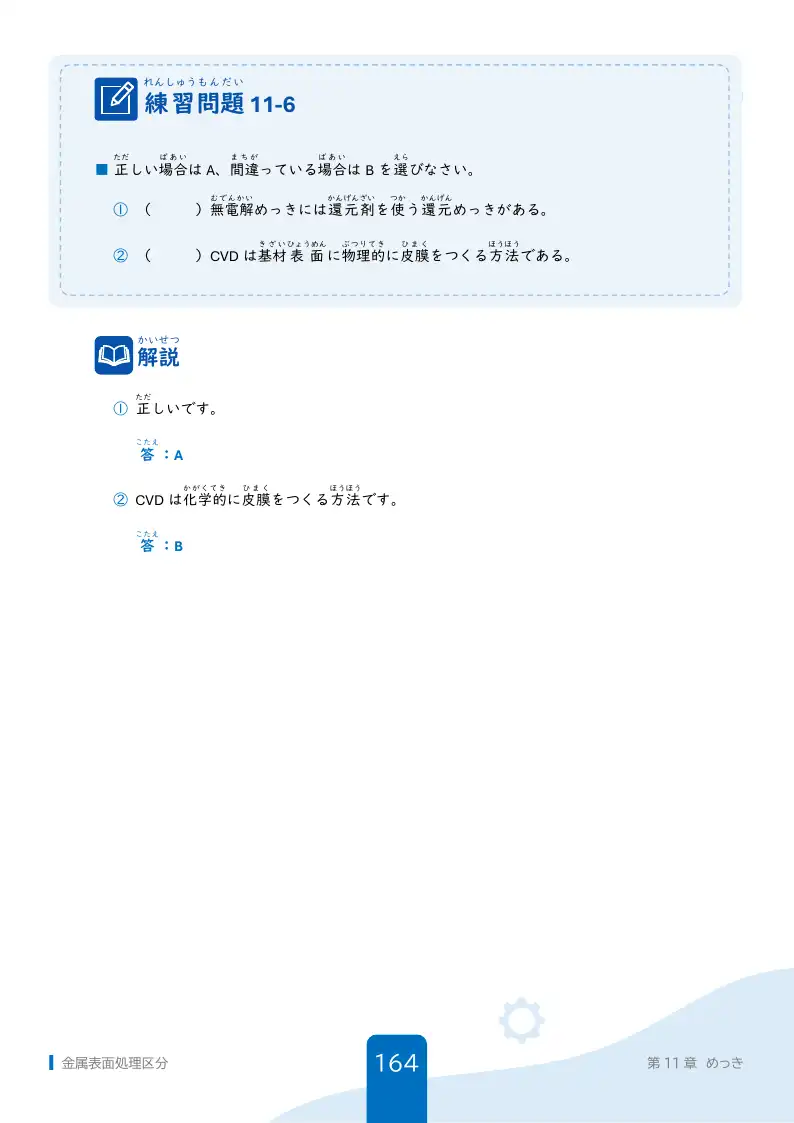 れんしゅうもんだい
練習問題 11-6
ただ ばあい まちが ばあい えら
■ 正しい場合は A、間違っている場合は B を選びなさい。
むでんかい かんげんざい つか かんげん
① （　　　）無電解めっきには還元剤を使う還元めっきがある。
きざいひょうめん ぶつりてき ひまく ほうほう
② （　　　）CVD は基材表面に物理的に皮膜をつくる方法である。
かいせつ
解説
ただ
① 正しいです。
こたえ
答：A
かがくてき ひまく ほうほう
② CVD は化学的に皮膜をつくる方法です。
こたえ
答：B
金属表面処理区分
164
第 11 章 めっき